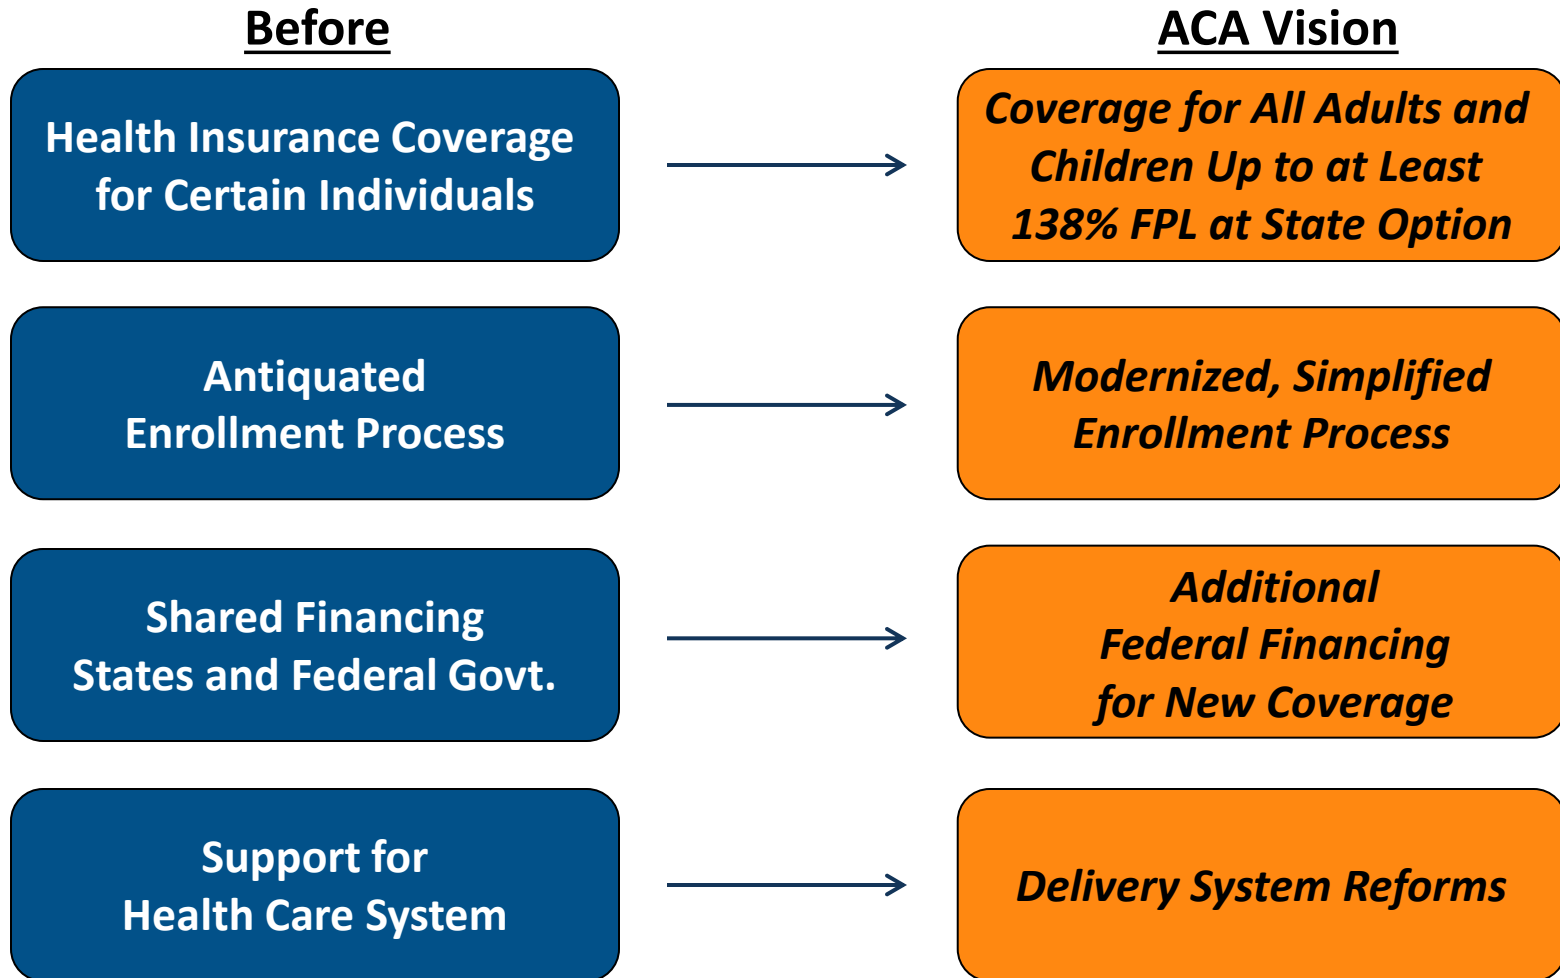 Before
ACA Vision
Health Insurance Coverage
for Certain Individuals
Coverage for All Adults and
Children Up to at Least
138% FPL at State Option
Antiquated
Enrollment Process
Modernized, Simplified
Enrollment Process
Shared Financing
States and Federal Govt.
Additional
Federal Financing
for New Coverage
Support for
Health Care System
Delivery System Reforms